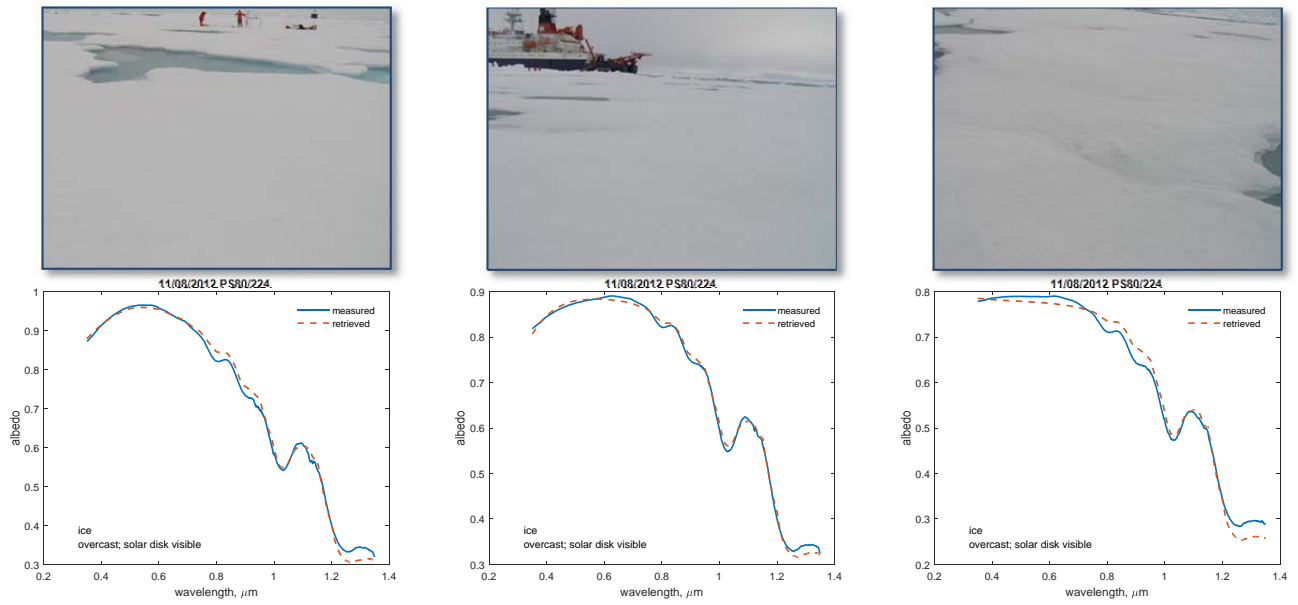 11/08/2012 PS80/224
1
0.9
0.8
0.7
0.6
0.5
0.4
0.3
0.2
0.4
0.6
0.8
1
1.2
1.4
albedo
wavelength, μm
measured
retrieved
ice
overcast; solar disk visible
11/08/2012 PS80/224
0.9
0.8
0.7
0.6
0.5
0.4
0.3
0.2
0.4
0.6
0.8
1
1.2
1.4
albedo
wavelength, μm
measured
retrieved
ice
overcast; solar disk visible
11/08/2012 PS80/224
0.8
0.7
0.6
0.5
0.4
0.3
0.2
0.2
0.4
0.6
0.8
1
1.2
1.4
albedo
wavelength, μm
measured
retrieved
ice
overcast; solar disk visible